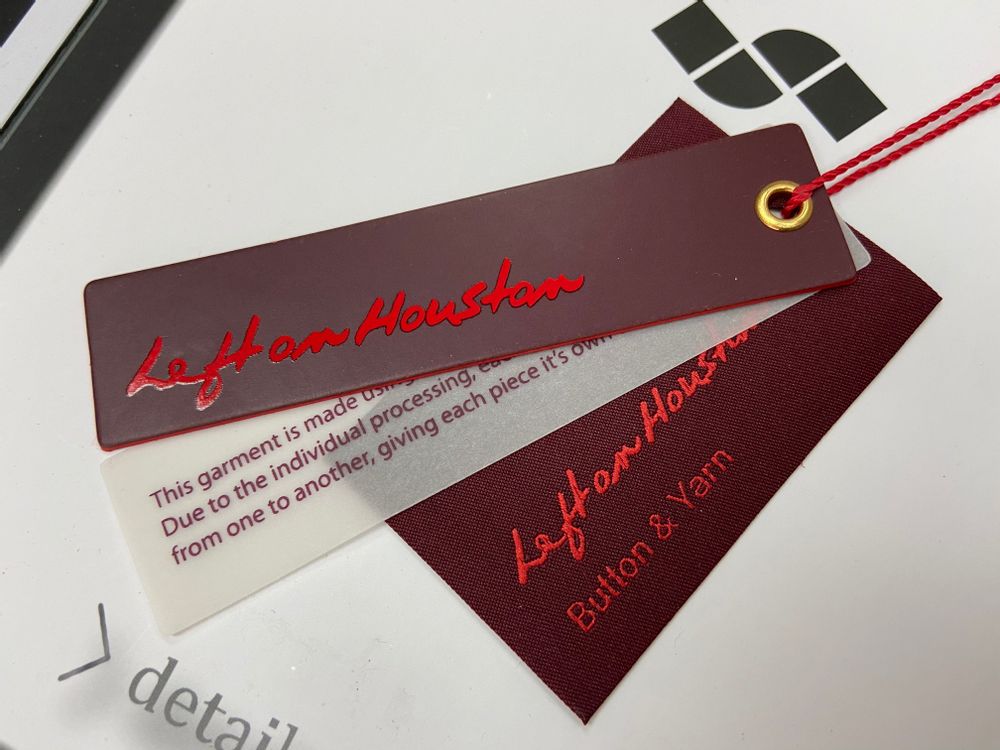 Left on Houston
This garment is made using
Due to the individual processing, ea
from one to another, giving each piece it's own
Left on Houston
Button & Yarn
detail